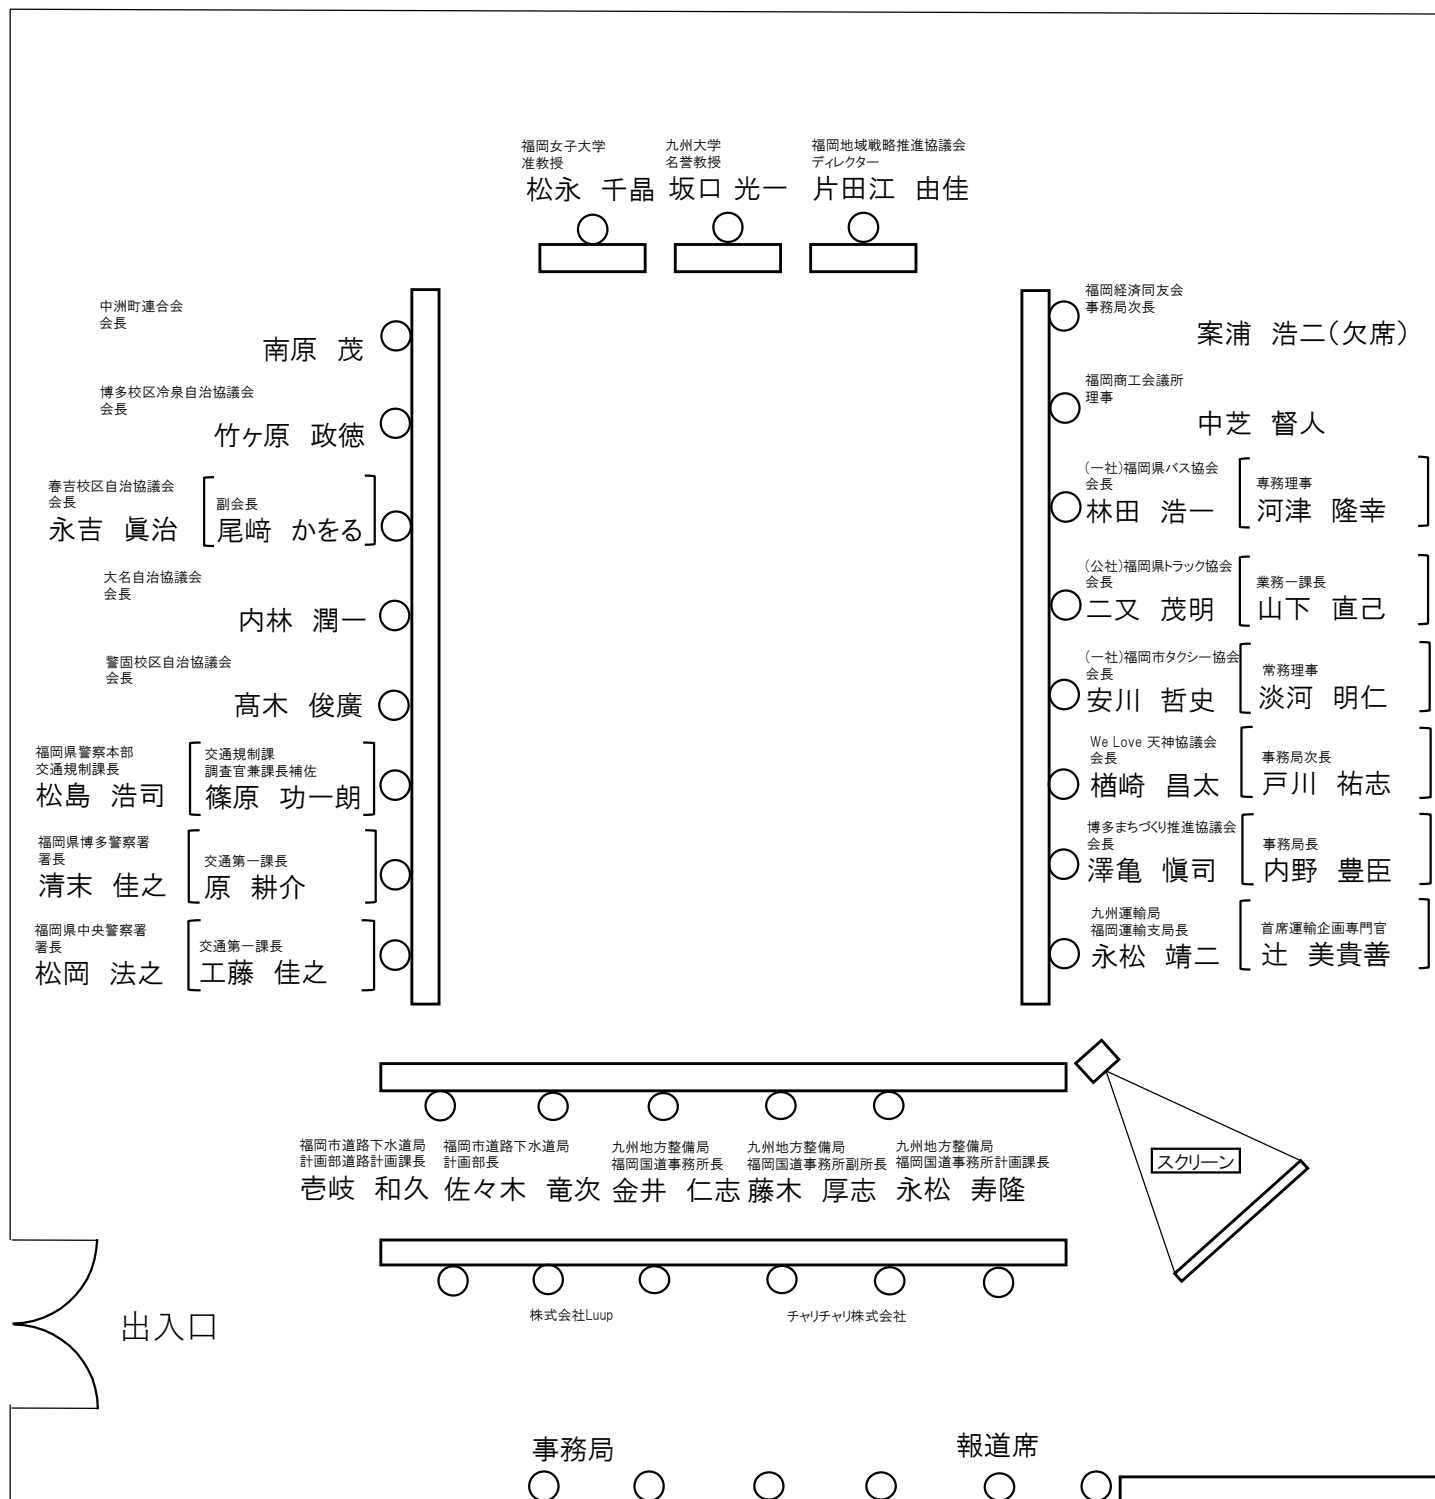 福岡女子大学
准教授
松永 千晶
九州大学
名誉教授
坂口 光一
福岡地域戦略推進協議会
ディレクター
片田江 由佳
中洲町連合会
会長
南原 茂
博多校区冷泉自治協議会
会長
竹ヶ原 政徳
春吉校区自治協議会
会長
永吉 眞治
副会長
尾﨑 かをる
大名自治協議会
会長
内林 潤一
警固校区自治協議会
会長
髙木 俊廣
福岡県警察本部
交通規制課長
松島 浩司
交通規制課
調査官兼課長補佐
篠原 功一朗
福岡県博多警察署
署長
清末 佳之
交通第一課長
原 耕介
福岡県中央警察署
署長
松岡 法之
交通第一課長
工藤 佳之
福岡経済同友会
事務局次長
案浦 浩二(欠席)
福岡商工会議所
理事
中芝 督人
(一社)福岡県バス協会
会長
林田 浩一
専務理事
河津 隆幸
(公社)福岡県トラック協会
会長
二又 茂明
業務一課長
山下 直己
(一社)福岡市タクシー協会
会長
安川 哲史
常務理事
淡河 明仁
We Love 天神協議会
会長
楢崎 昌太
事務局次長
戸川 祐志
博多まちづくり推進協議会
会長
澤亀 愼司
事務局長
内野 豊臣
九州運輸局
福岡運輸支局長
永松 靖二
首席運輸企画専門官
辻 美貴善
福岡市道路下水道局
計画部道路計画課長
壱岐 和久
福岡市道路下水道局
計画部長
佐々木 竜次
九州地方整備局
福岡国道事務所長
金井 仁志
九州地方整備局
福岡国道事務所副所長
藤木 厚志
九州地方整備局
福岡国道事務所計画課長
永松 寿隆
スクリーン
株式会社Luup
チャリチャリ株式会社
出入口
事務局
報道席